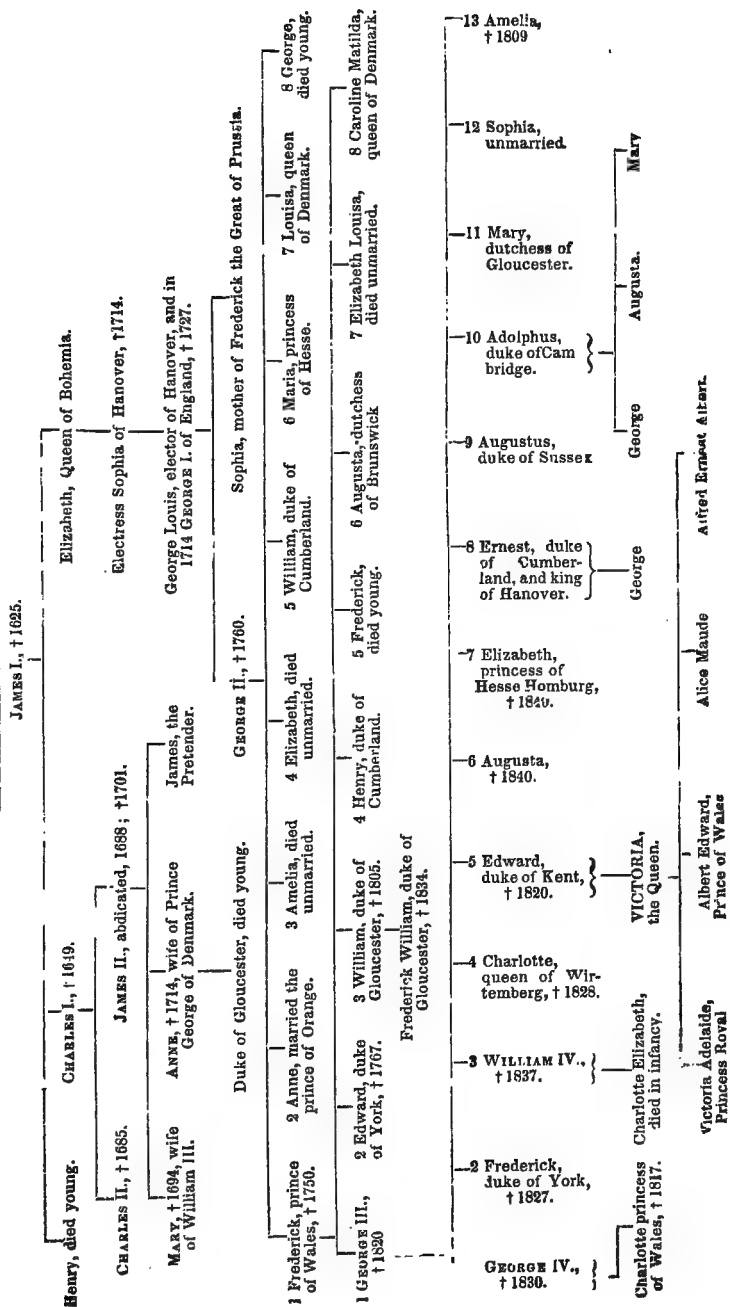 JAMES I., † 1625.
Henry, died young.
CHARLES I., † 1649.
Elizabeth, Queen of Bohemia.
CHARLES II., † 1685.
JAMES II., abdicated, 1688; †1701.
Electress Sophia of Hanover, †1714.
MARY, †1694, wife
of William III.
ANNE, †1714, wife of Prince
George of Denmark.
James, the
Pretender.
George Louis, elector of Hanover, and in
1714 GEORGE I. of England, † 1727.
Duke of Gloucester, died young.
GEORGE II., †1760.
Sophia, mother of Frederick the Great of Prussia.
1 Frederick, prince
of Wales, † 1750.
2 Anne, married the
prince of Orange.
3 Amelia, died
unmarried.
4 Elizabeth, died
unmarried.
5 William, duke of
Cumberland.
6 Maria, princess
of Hesse.
7 Louisa, queen
of Denmark.
8 George,
died young.
1 GEORGE III.,
† 1820
2 Edward, duke
of York, † 1767.
3 William, duke of
Gloucester, † 1805.
4 Henry, duke of
Cumberland.
5 Frederick,
died young.
6 Augusta, dutchess
of Brunswick
7 Elizabeth Louisa,
died unmarried.
8 Caroline Matilda,
queen of Denmark.
Frederick William, duke of
Gloucester, † 1834.
GEORGE IV.,
† 1830.
2 Frederick,
duke of York,
† 1827.
3 WILLIAM IV.,
† 1837.
4 Charlotte,
queen of Wir-
temberg, † 1828.
5 Edward,
duke of Kent,
† 1820.
6 Augusta,
† 1840.
7 Elizabeth,
princess of
Hesse Homburg,
† 1840.
8 Ernest, duke
of Cumber-
land, and king
of Hanover.
9 Augustus,
duke of Sussex
10 Adolphus,
duke of Cam
bridge.
11 Mary,
dutchess of
Gloucester.
12 Sophia,
unmarried.
13 Amelia,
† 1809
Charlotte princess
of Wales, † 1817.
Charlotte Elizabeth,
died in infancy.
VICTORIA,
the Queen.
George
George
Augusta.
Mary
Victoria Adelaide,
Princess Royal
Albert Edward,
Prince of Wales
Alice Maude
Alfred Ernest Albert.